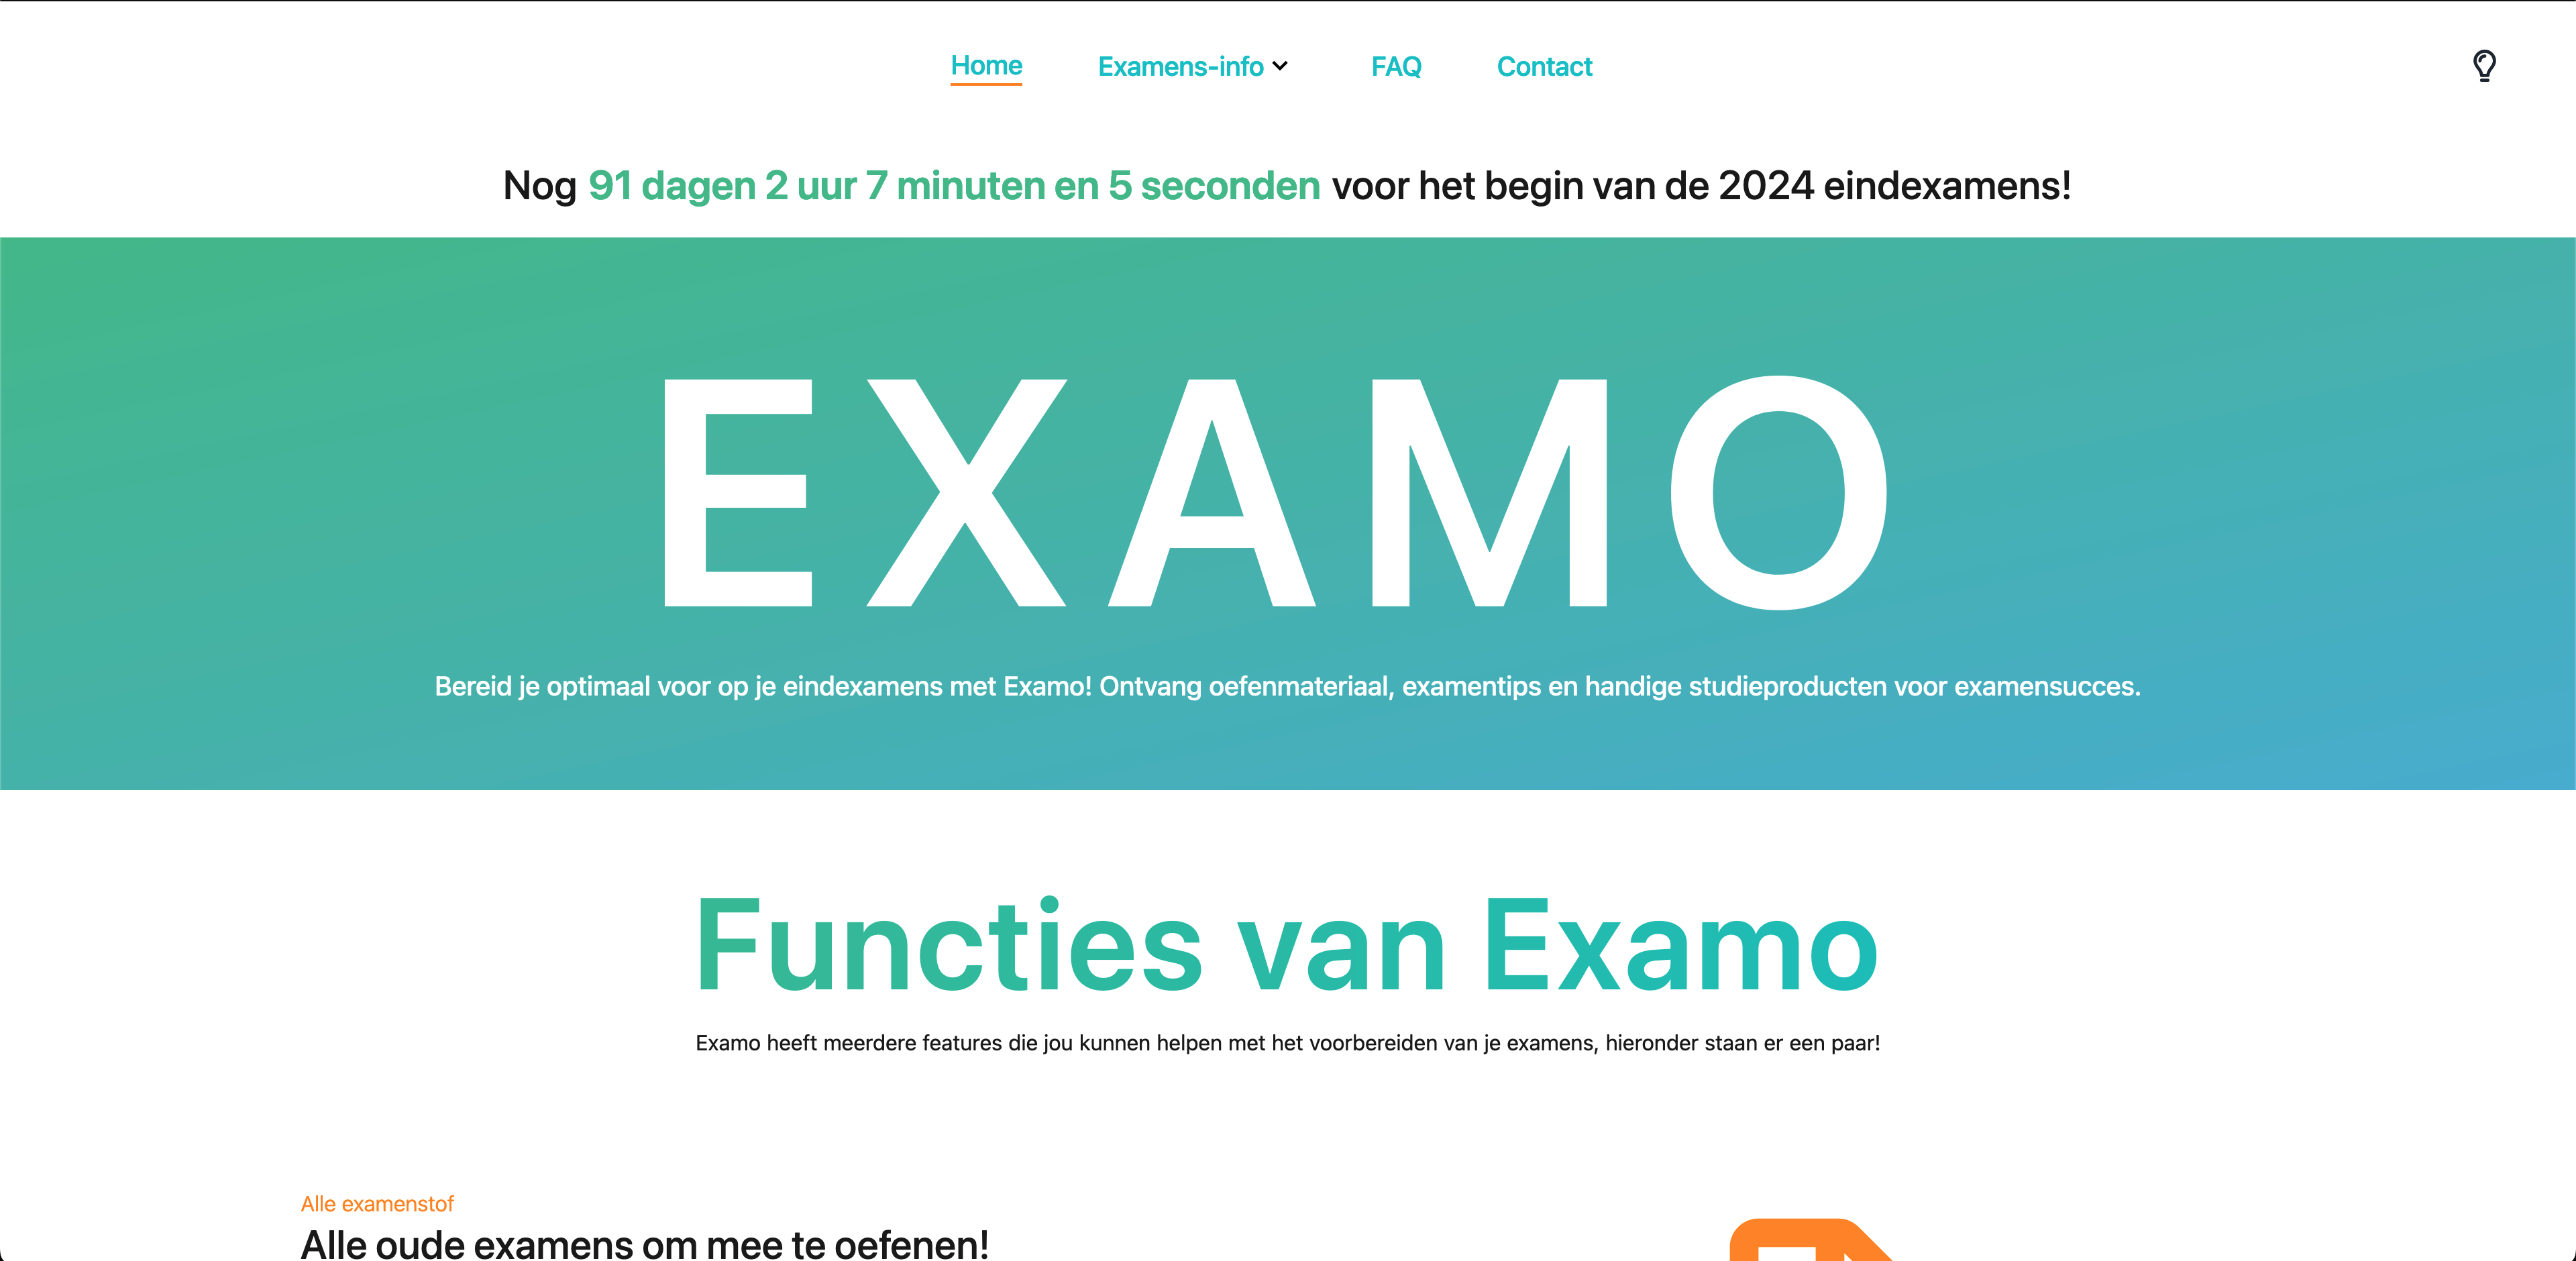 Home Examens-info FAQ Contact
Nog 91 dagen 2 uur 7 minuten en 5 seconden voor het begin van de 2024 eindexamens!
EXAMO
Bereid je optimaal voor op je eindexamens met Examo! Ontvang oefenmateriaal, examentips en handige studieproducten voor examensucces.
Functies van Examo
Examo heeft meerdere features die jou kunnen helpen met het voorbereiden van je examens, hieronder staan er een paar!
Alle examenstof
Alle oude examens om mee te oefenen!